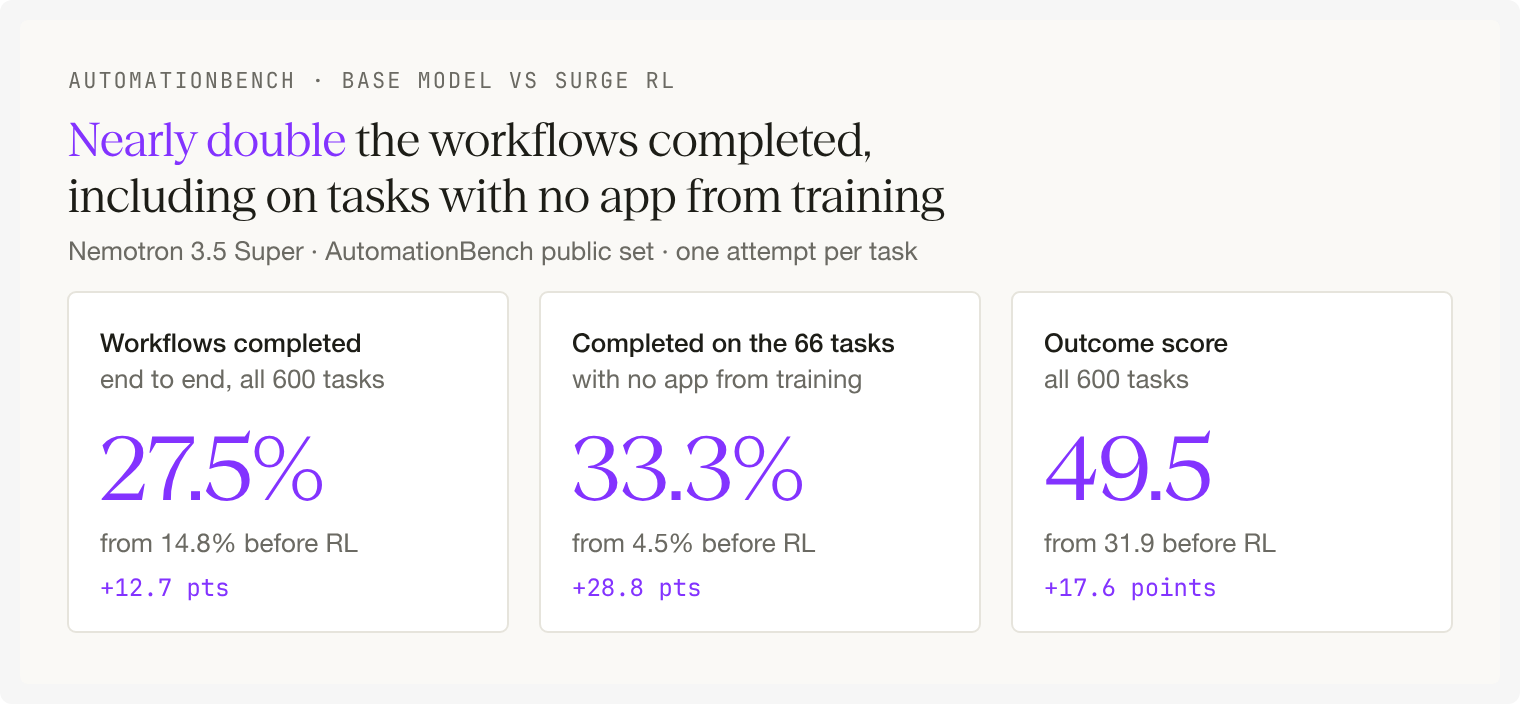 AUTOMATIONBENCH · BASE MODEL VS SURGE RL
Nearly double the workflows completed,
including on tasks with no app from training
Nemotron 3.5 Super · AutomationBench public set · one attempt per task
Workflows completed
end to end, all 600 tasks
27.5%
from 14.8% before RL
+12.7 pts
Completed on the 66 tasks
with no app from training
33.3%
from 4.5% before RL
+28.8 pts
Outcome score
all 600 tasks
49.5
from 31.9 before RL
+17.6 points